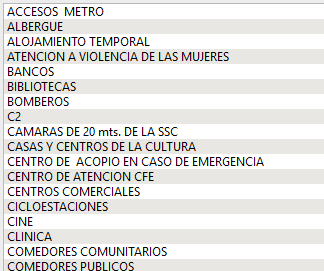 ACCESOS  METRO
ALBERGUE
ALOJAMIENTO TEMPORAL
ATENCION A VIOLENCIA DE LAS MUJERES
BANCOS
BIBLIOTECAS
BOMBEROS
C2
CAMARAS DE 20 mts. DE LA SSC
CASAS Y CENTROS DE LA CULTURA
CENTRO DE  ACOPIO EN CASO DE EMERGENCIA
CENTRO DE ATENCION CFE
CENTROS COMERCIALES
CICLOESTACIONES
CINE
CLINICA
COMEDORES COMUNITARIOS
COMEDORES PUBLICOS